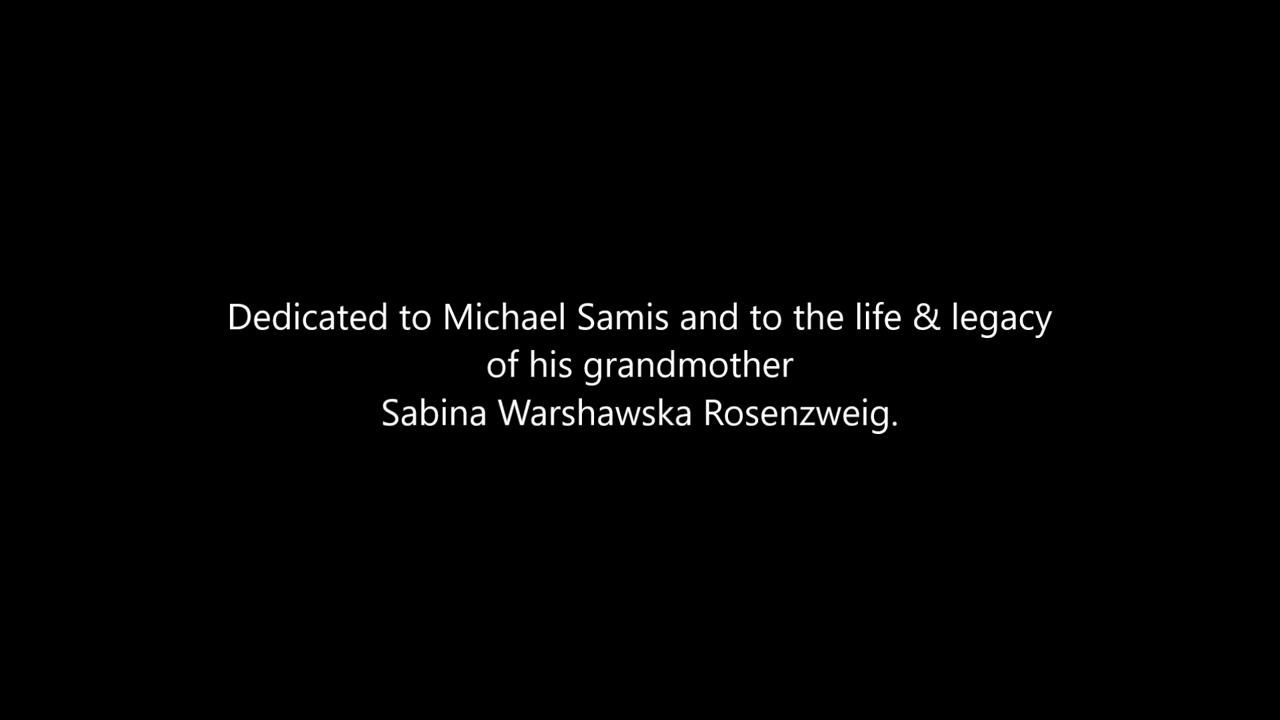 Dedicated to Michael Samis and to the life & legacy
of his grandmother
Sabina Warshawska Rosenzweig.